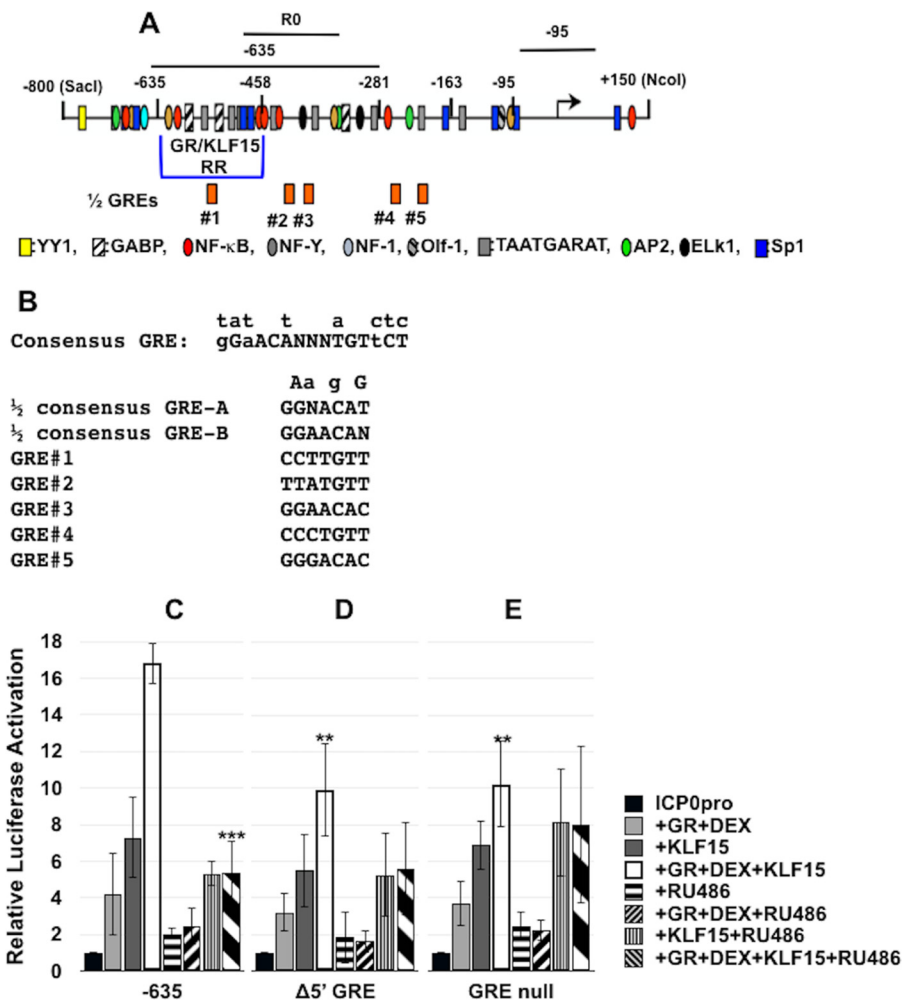 A
R0
-635
-95
-800 (SacI)
-635
-458
-281
-163
-95
+150 (NcoI)
GR/KLF15
RR
½ GREs
#1
#2 #3
#4 #5
:YY1, :GABP, :NF-κB, :NF-Y, :NF-1, :Olf-1, :TAATGARAT, :AP2, :ELk1, :Sp1
B
tat t a ctc
Consensus GRE: gGaACANNNTGTtCT
Aa g G
½ consensus GRE-A GGNACAT
½ consensus GRE-B GGAACAN
GRE#1 CCTTGTT
GRE#2 TTATGTT
GRE#3 GGAACAC
GRE#4 CCCTGTT
GRE#5 GGGACAC
C D E
Relative Luciferase Activation
18
16
14
12
10
8
6
4
2
0
***
**
**
-635
Δ5' GRE
GRE null
ICP0pro
+GR+DEX
+KLF15
+GR+DEX+KLF15
+RU486
+GR+DEX+RU486
+KLF15+RU486
+GR+DEX+KLF15+RU486